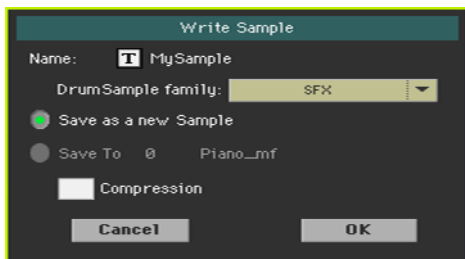 Write Sample
Name: T MySample
DrumSample family: SFX
Save as a new Sample
Save To 0 Piano_mf
Compression
Cancel OK